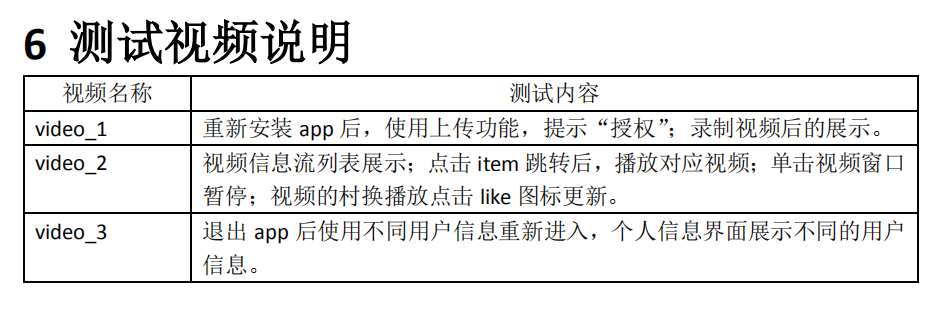 6 测试视频说明
视频名称 测试内容
video_1 重新安装 app 后，使用上传功能，提示“授权”；录制视频后的展示。
video_2 视频信息流列表展示；点击 item 跳转后，播放对应视频；单击视频窗口
暂停；视频的村换播放点击 like 图标更新。
video_3 退出 app 后使用不同用户信息重新进入，个人信息界面展示不同的用户
信息。